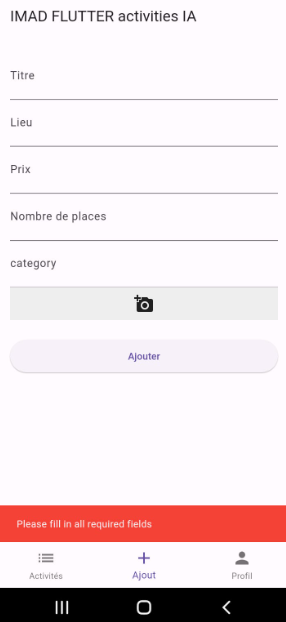 IMAD FLUTTER activities IA
Titre
Lieu
Prix
Nombre de places
category
Ajouter
Please fill in all required fields
Activités
Ajout
Profil